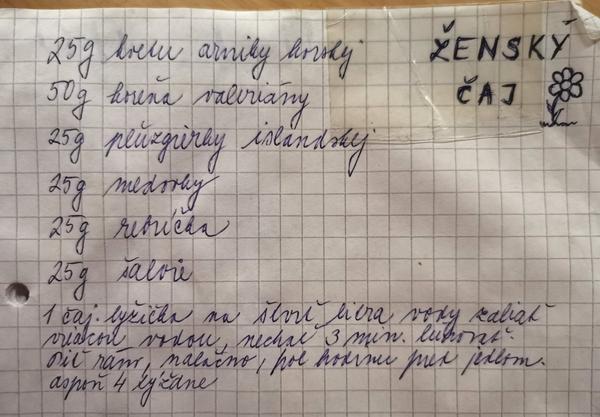 ŽENSKÝ
ČAJ
25g kvetu arniky horskej
50g koreňa valeriány
25g pľuzgierky islandskej
25g medovky
25g rebríčka
25g šalvie
1 čaj. lyžička na štvrť litra vody zaliať
vriacou vodou, nechať 3 min. luhovať.
Piť ráno, nalačno, pol hodinu pred jedlom.
aspoň 4 týždne